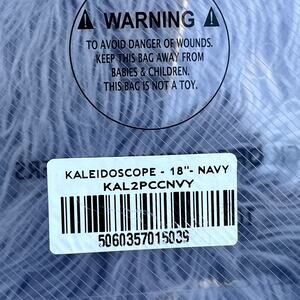 WARNING
TO AVOID DANGER OF WOUNDS.
KEEP THIS BAG AWAY FROM
BABIES & CHILDREN.
THIS BAG IS NOT A TOY.
KALEIDOSCOPE - 18"- NAVY
KAL2PCCNVY
5060357015039